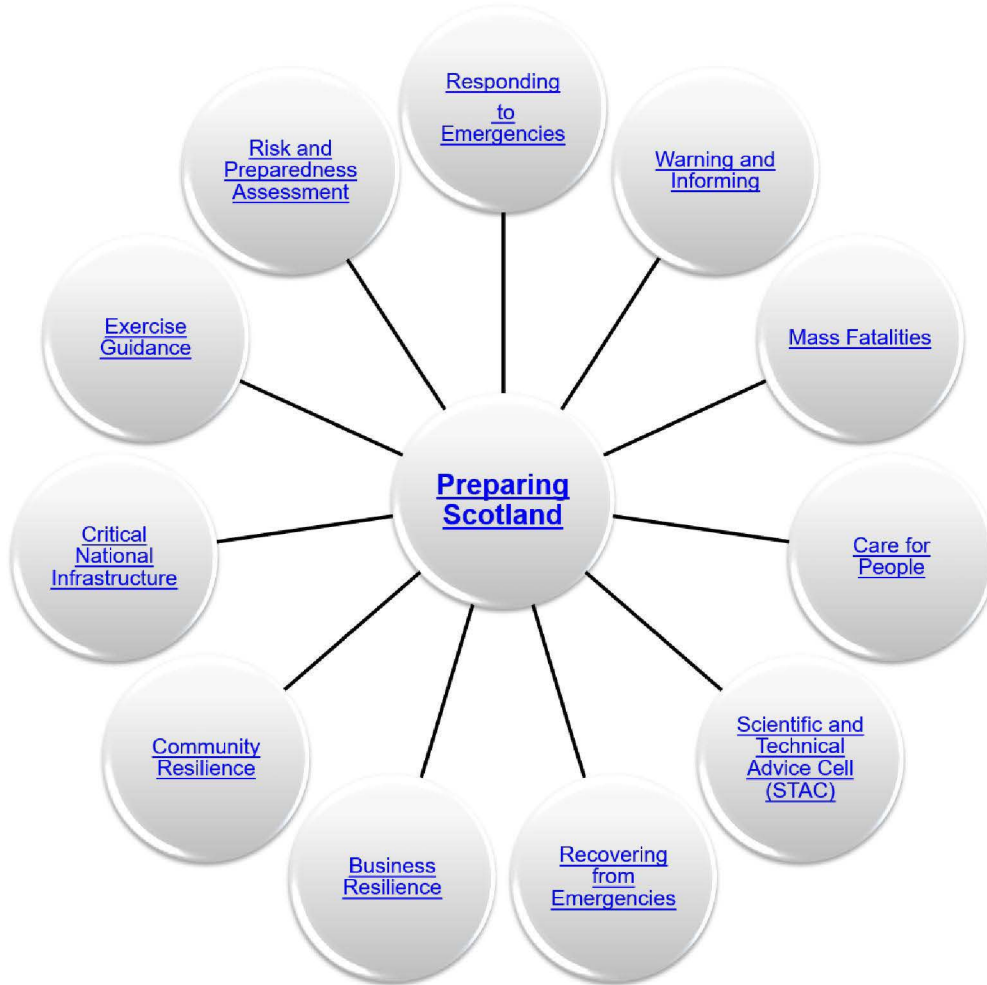 Responding
to
Emergencies
Warning and
Informing
Mass Fatalities
Care for
People
Scientific and
Technical
Advice Cell
(STAC)
Recovering
from
Emergencies
Business
Resilience
Community
Resilience
Critical
National
Infrastructure
Exercise
Guidance
Risk and
Preparedness
Assessment
Preparing
Scotland